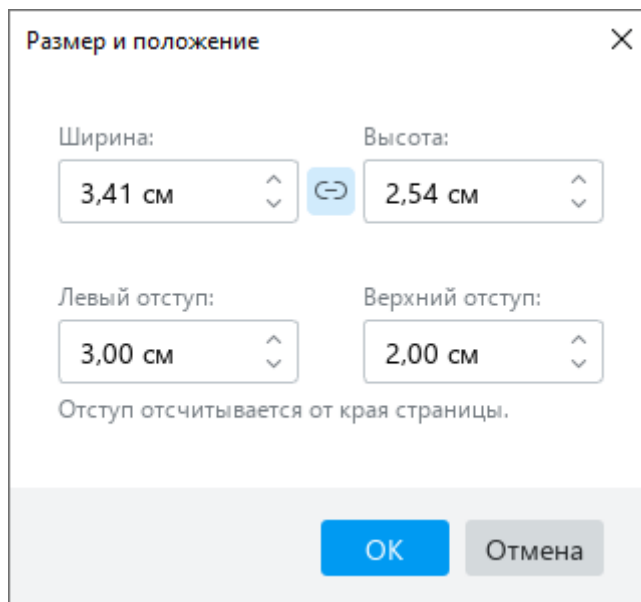 Размер и положение
Ширина: Высота:
3,41 см 2,54 см
Левый отступ: Верхний отступ:
3,00 см 2,00 см
Отступ отсчитывается от края страницы.
ОК Отмена